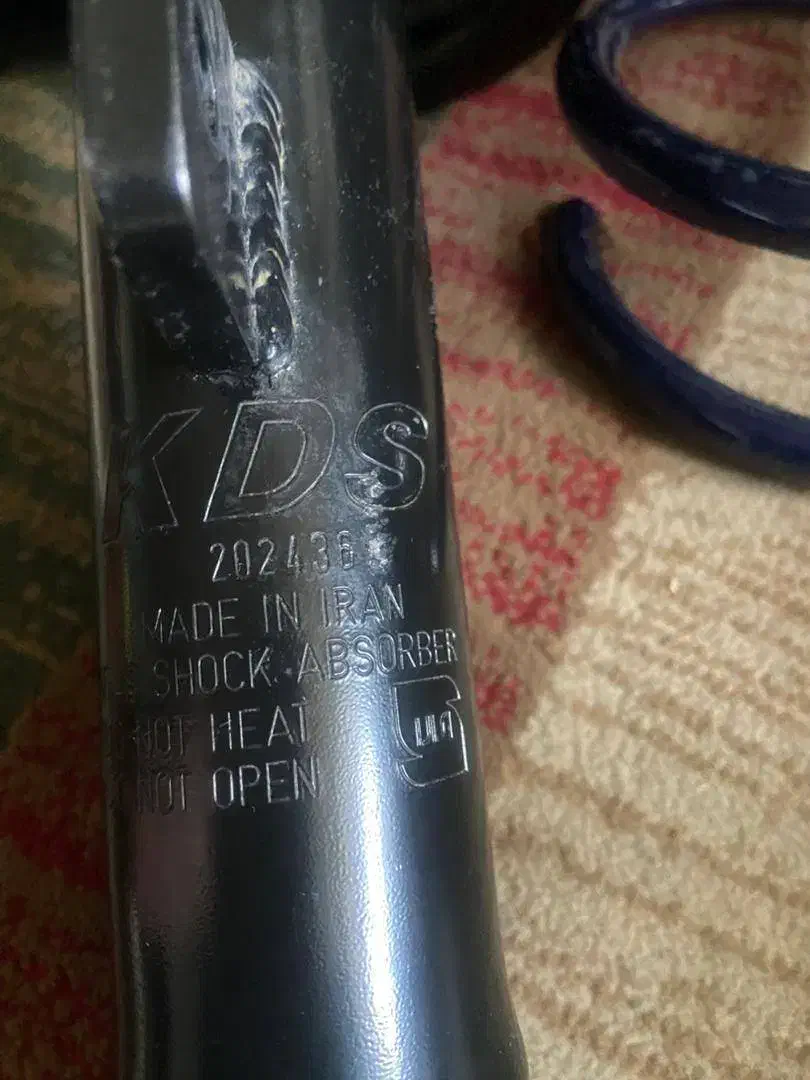 KDS
202436
MADE IN IRAN
SHOCK ABSORBER
NOT HEAT
NOT OPEN